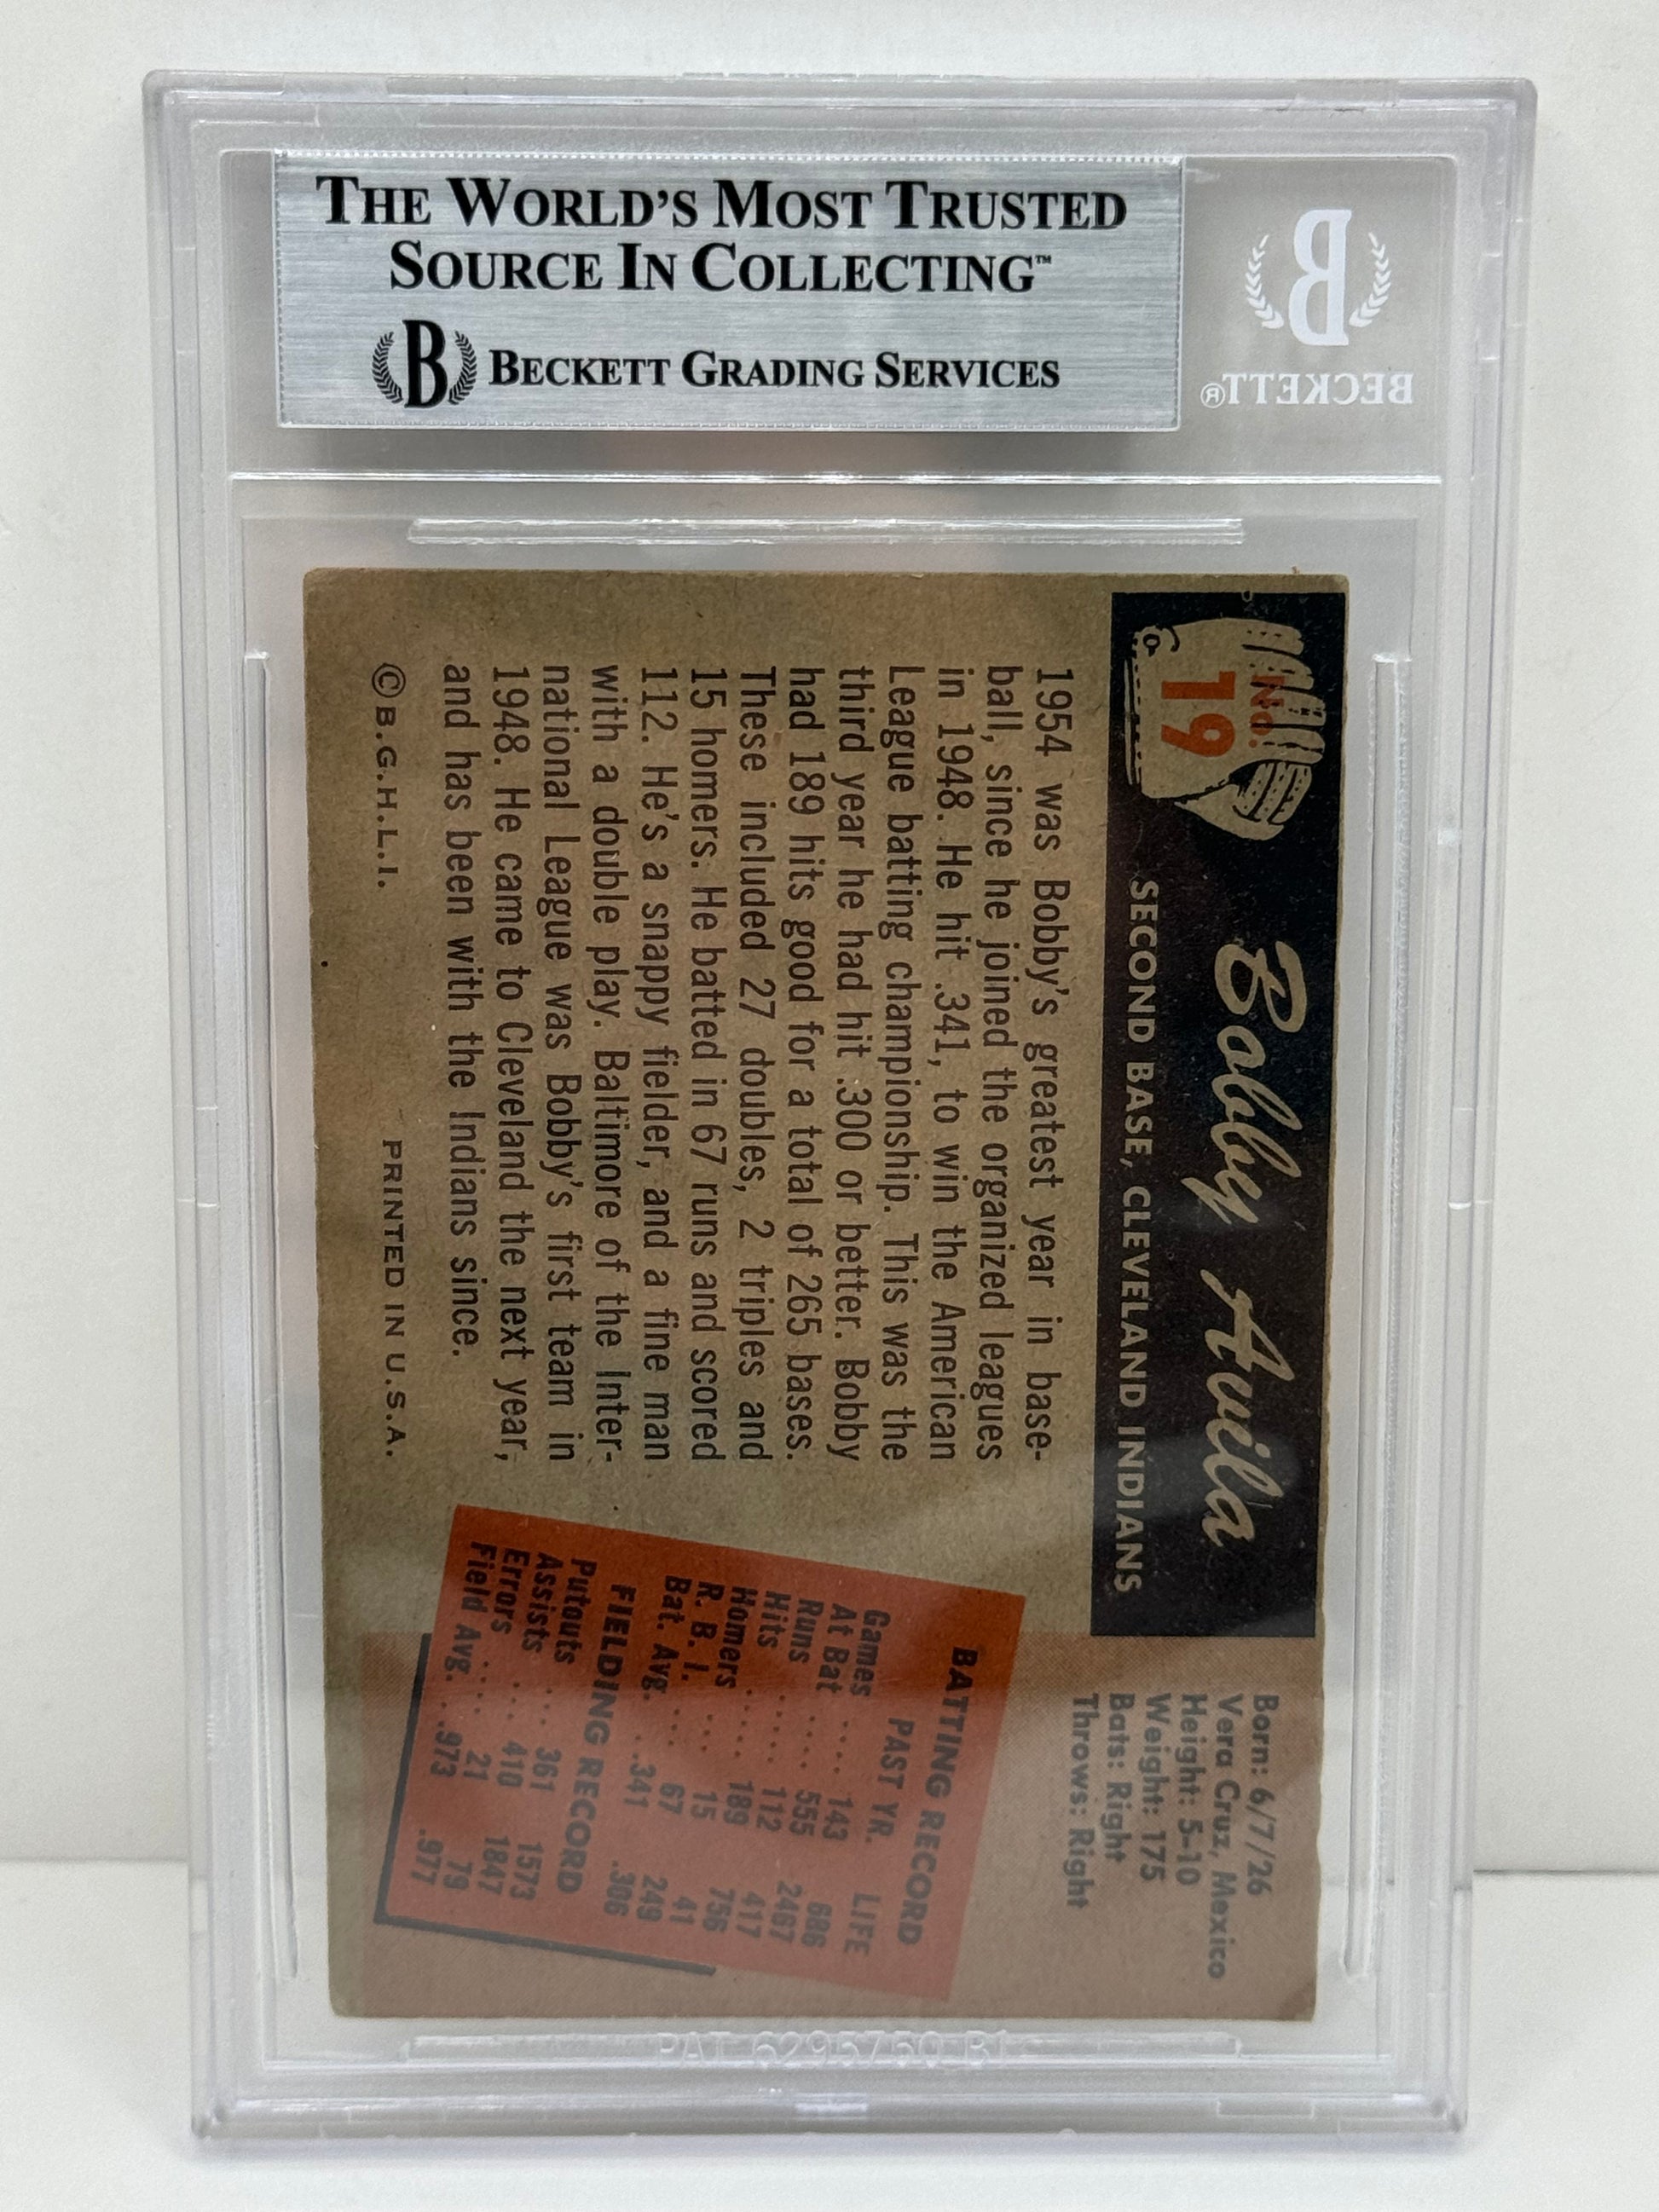 THE WORLD'S MOST TRUSTED
SOURCE IN COLLECTING™
B BECKETT GRADING SERVICES
B
BECKETT®
No.
19
Bobby Avila
SECOND BASE, CLEVELAND INDIANS
Born: 6/7/26
Vera Cruz, Mexico
Height: 5-10
Weight: 175
Bats: Right
Throws: Right
1954 was Bobby's greatest year in base-
ball, since he joined the organized leagues
in 1948. He hit .341, to win the American
League batting championship. This was the
third year he had hit .300 or better. Bobby
had 189 hits good for a total of 265 bases.
These included 27 doubles, 2 triples and
15 homers. He batted in 67 runs and scored
112. He's a snappy fielder, and a fine man
with a double play. Baltimore of the Inter-
national League was Bobby's first team in
1948. He came to Cleveland the next year,
and has been with the Indians since.
© B.G.H.L.I. PRINTED IN U.S.A.
BATTING RECORD
PAST YR. LIFE
Games .... 143 686
At Bat .... 555 2467
Runs .... 112 417
Hits ...... 189 756
Homers .... 15 41
R. B. I. ... 67 249
Bat. Avg. ... .341 .306
FIELDING RECORD
Putouts ... 361 1573
Assists ... 410 1847
Errors .... 21 79
Field Avg. . .973 .977
PAT 6295750 B1